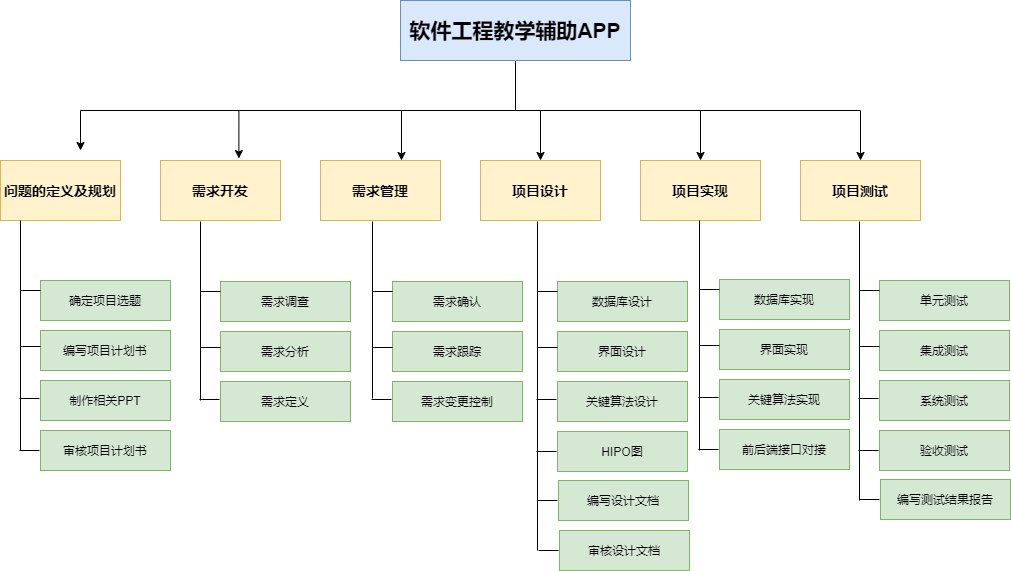 软件工程教学辅助APP
问题的定义及规划
需求开发
需求管理
项目设计
项目实现
项目测试
确定项目选题
编写项目计划书
制作相关PPT
审核项目计划书
需求调查
需求分析
需求定义
需求确认
需求跟踪
需求变更控制
数据库设计
界面设计
关键算法设计
HIPO图
编写设计文档
审核设计文档
数据库实现
界面实现
关键算法实现
前后端接口对接
单元测试
集成测试
系统测试
验收测试
编写测试结果报告